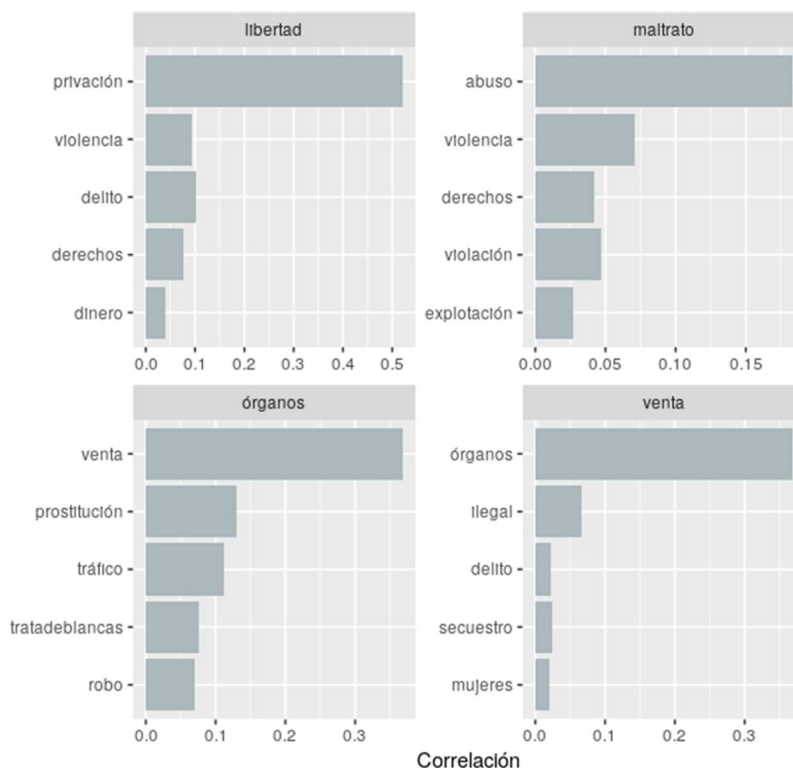 libertad
privación
violencia
delito
derechos
dinero
0.0 0.1 0.2 0.3 0.4 0.5
maltrato
abuso
violencia
derechos
violación
explotación
0.00 0.05 0.10 0.15
órganos
venta
prostitución
tráfico
tratadeblancas
robo
0.0 0.1 0.2 0.3
venta
órganos
ilegal
delito
secuestro
mujeres
0.0 0.1 0.2 0.3
Correlación